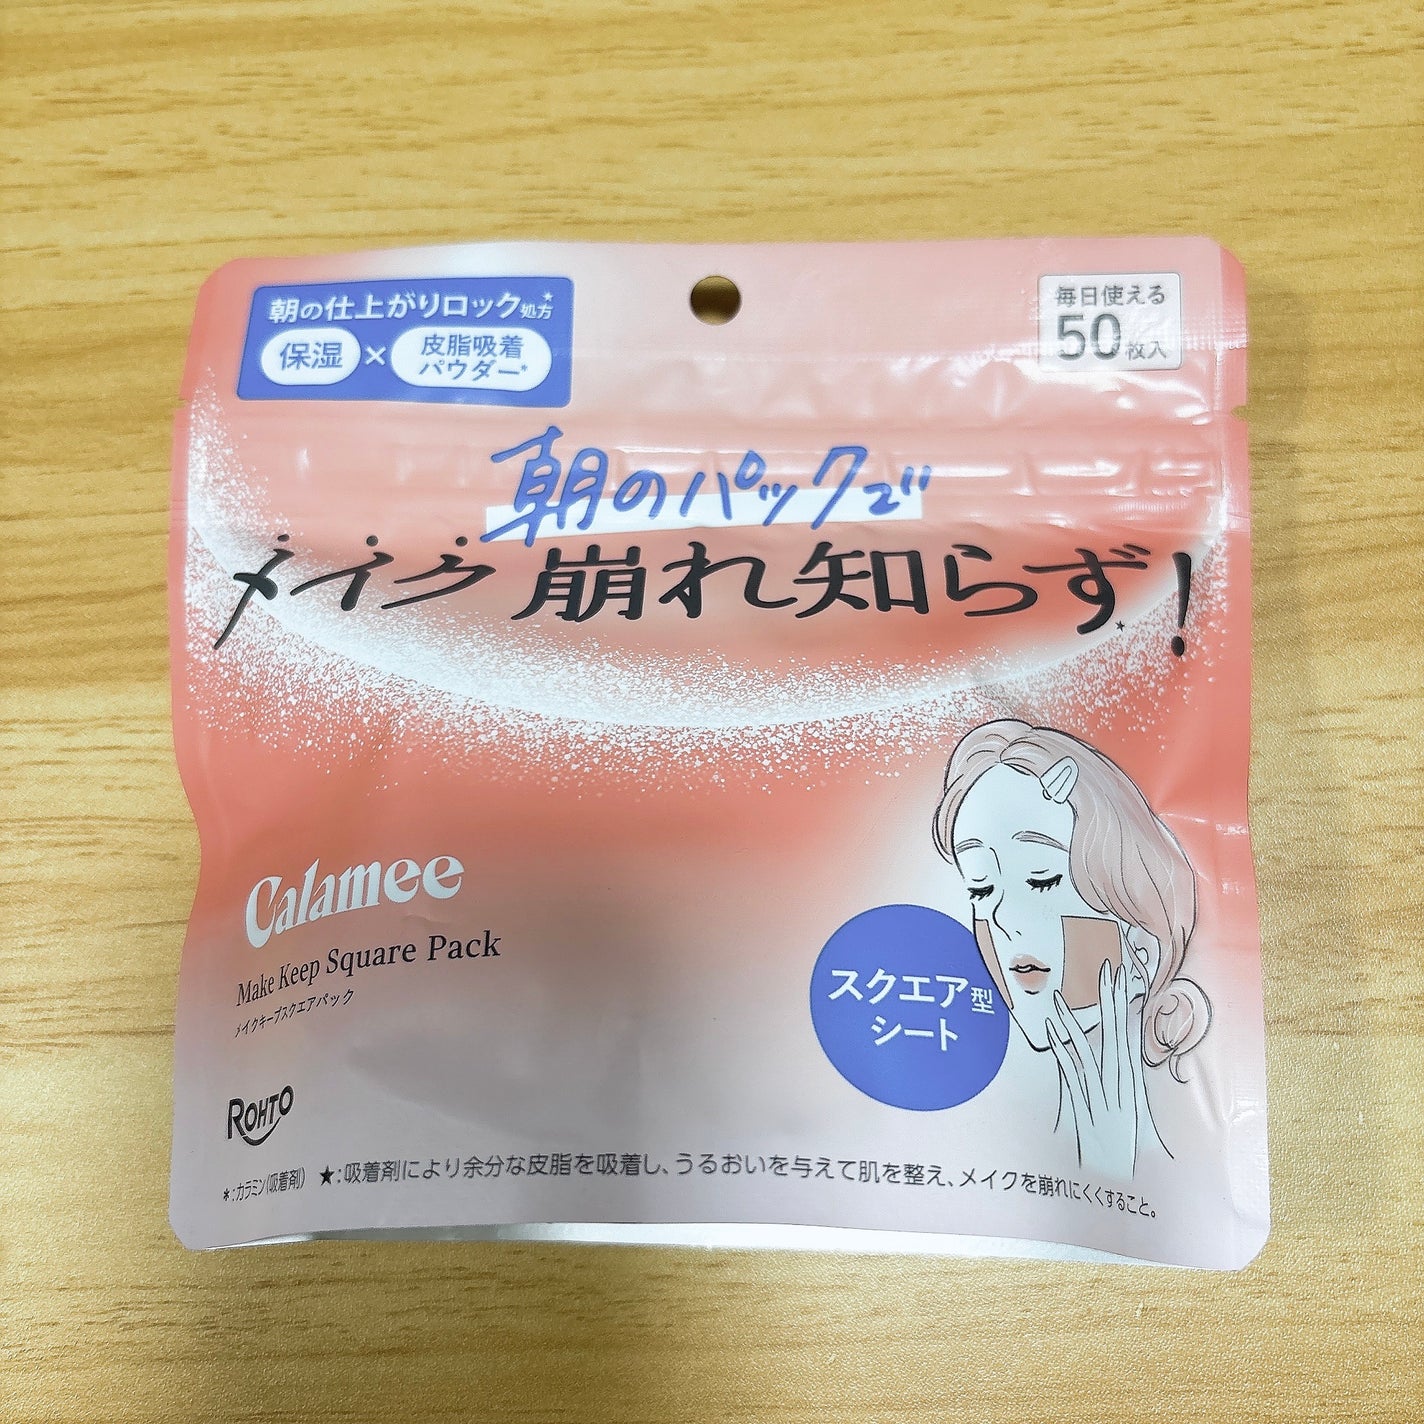 朝の仕上がりロック処方★
保湿 × 皮脂吸着
パウダー*
毎日使える
50枚入
朝のパックで
メイク崩れ知らず★!
Calamee
Make Keep Square Pack
メイクキープスクエアパック
スクエア型
シート
ROHTO
*:カラミン(吸着剤) ★:吸着剤により余分な皮脂を吸着し、うるおいを与えて肌を整え、メイクを崩れにくくすること。